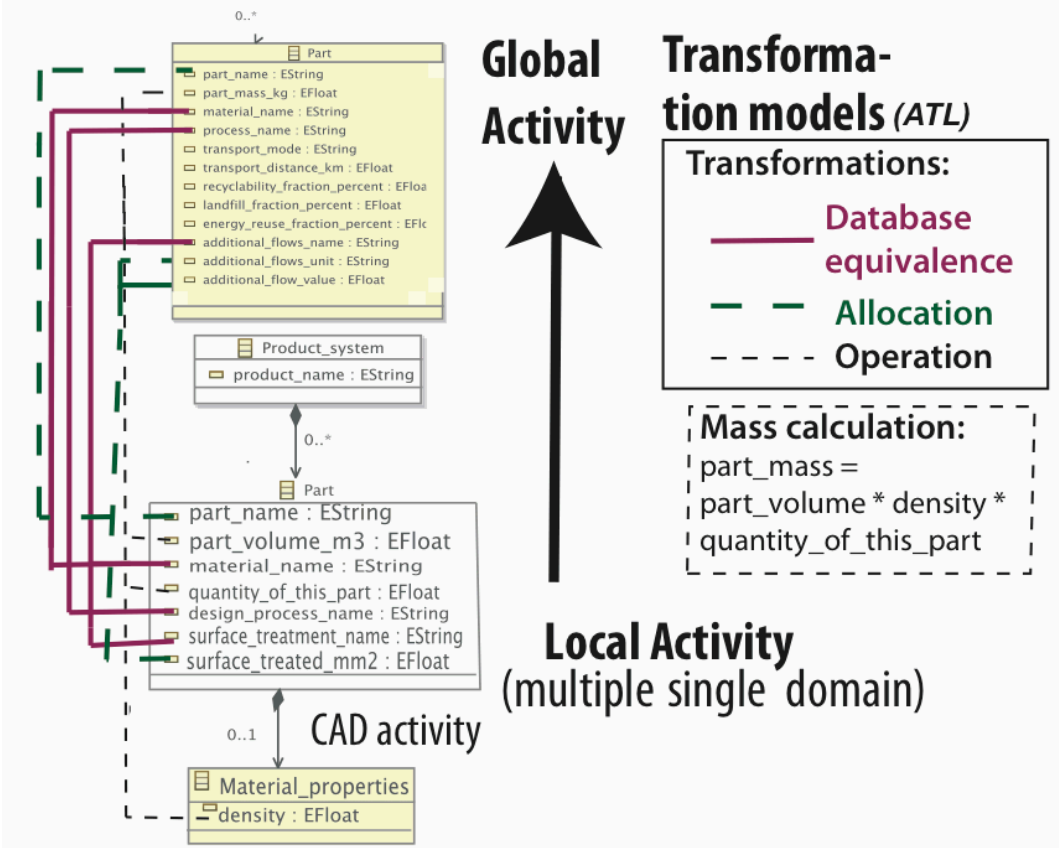 0..*
Part
part_name : EString
part_mass_kg : EFloat
material_name : EString
process_name : EString
transport_mode : EString
transport_distance_km : EFloat
recyclability_fraction_percent : EFloa
landfill_fraction_percent : EFloat
energy_reuse_fraction_percent : EFlc
additional_flows_name : EString
additional_flows_unit : EString
additional_flow_value : EFloat
Product_system
product_name : EString
0..*
Part
part_name : EString
part_volume_m3 : EFloat
material_name : EString
quantity_of_this_part : EFloat
design_process_name : EString
surface_treatment_name : EString
surface_treated_mm2 : EFloat
0..1
CAD activity
Material_properties
density : EFloat
Global
Activity
Local Activity
(multiple single domain)
Transforma-
tion models (ATL)
Transformations:
Database
equivalence
Allocation
Operation
Mass calculation:
part_mass =
part_volume * density *
quantity_of_this_part